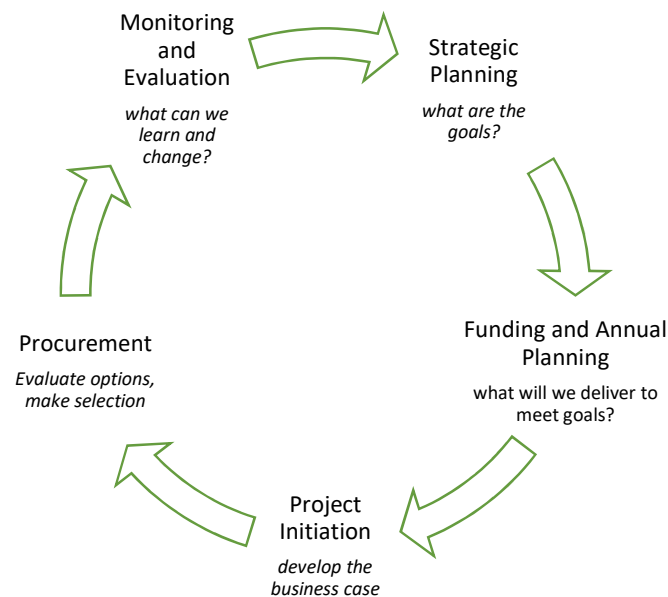 Monitoring
and
Evaluation
what can we
learn and
change?
Strategic
Planning
what are the
goals?
Funding and Annual
Planning
what will we deliver to
meet goals?
Project
Initiation
develop the
business case
Procurement
Evaluate options,
make selection